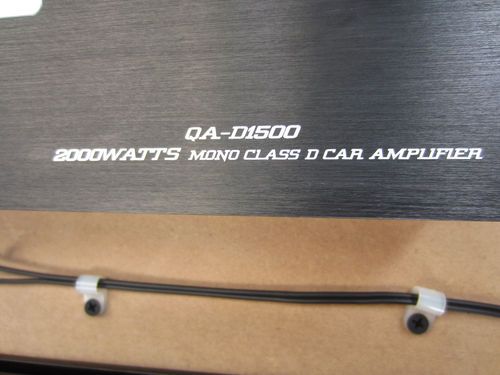 QA-D1500
2000WATTS MONO CLASS D CAR AMPLIFIER